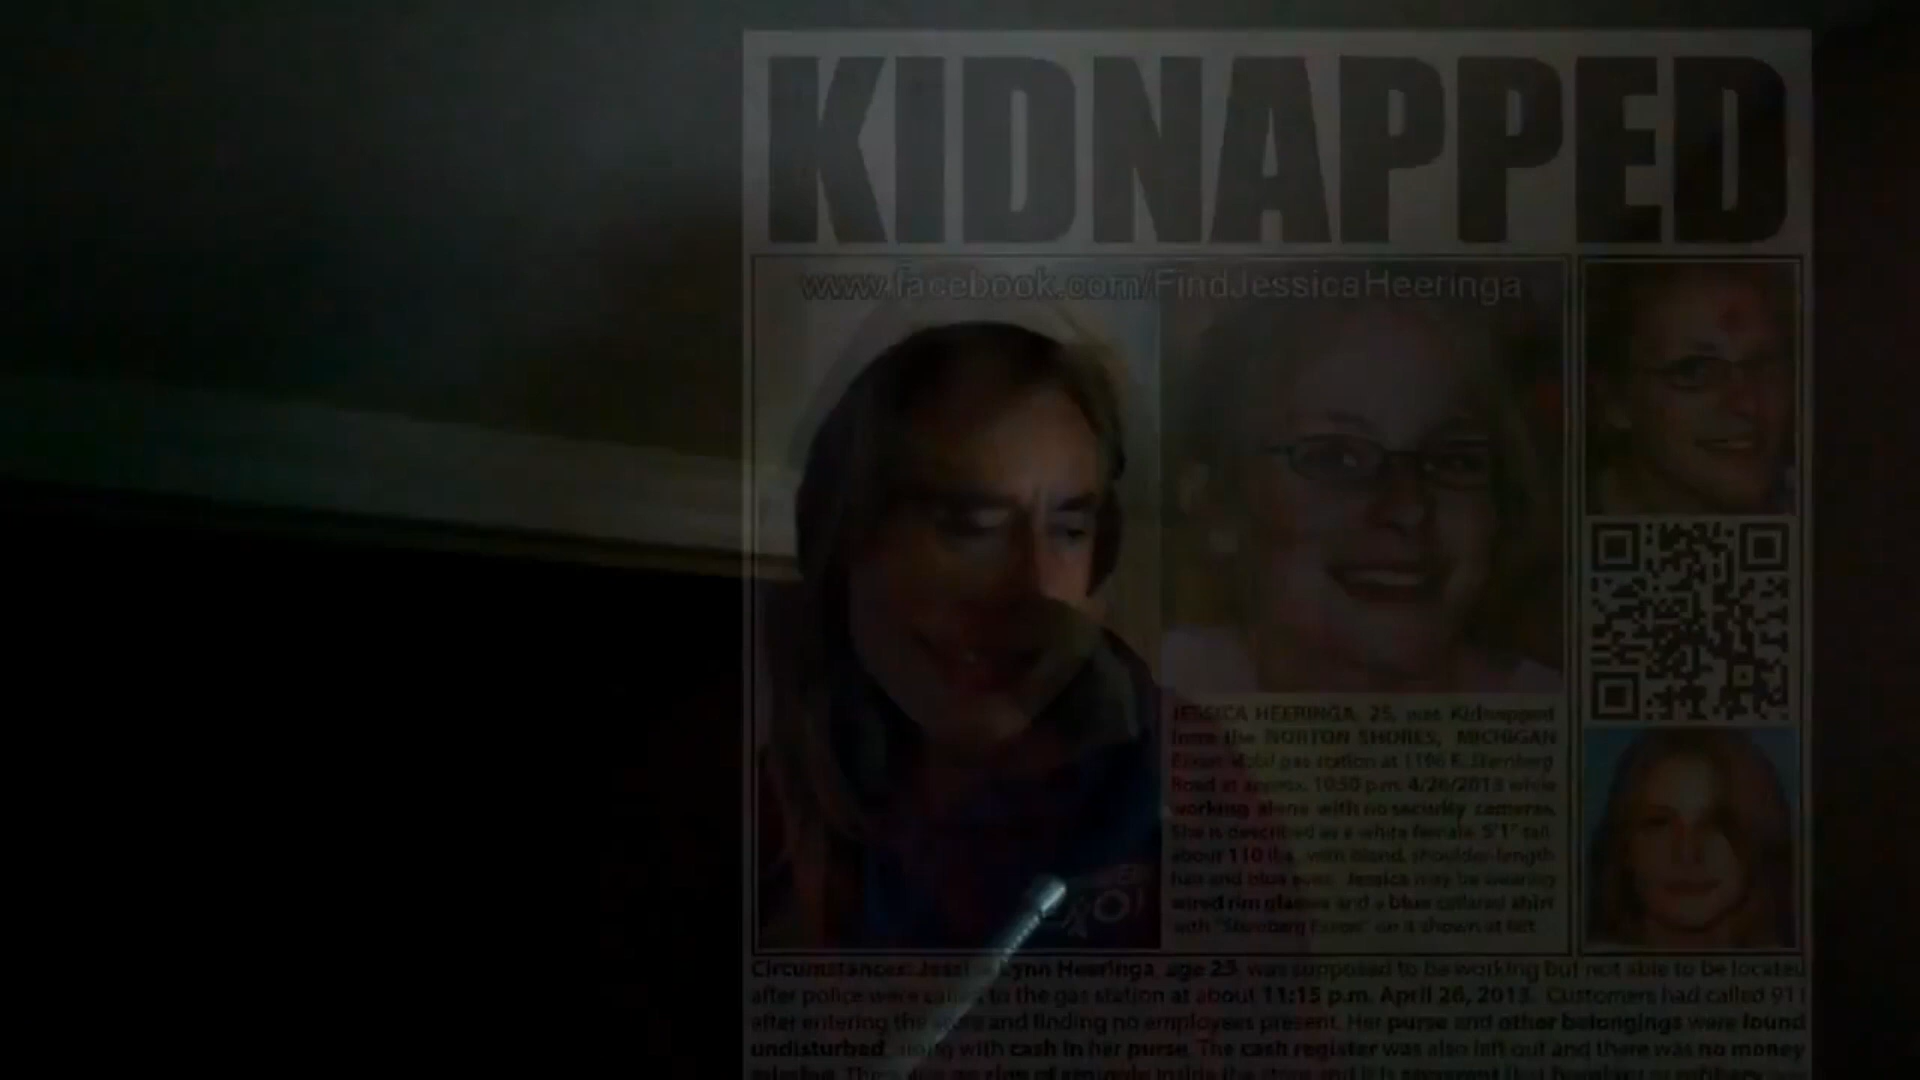 KIDNAPPED
www.facebook.com/FindJessicaHeeringa
JESSICA HEERINGA, 25, was Kidnapped
from the NORTON SHORES, MICHIGAN
Exxon Mobil gas station at 1196 E. Sternberg
Road at approx. 10:50 p.m. 4/26/2013 while
working alone with no security cameras.
She is described as a white female, 5'1" tall,
about 110 lbs. with blond, shoulder-length
hair and blue eyes. Jessica may be wearing
wired rim glasses and a blue collared shirt
with "Sternberg Exxon" on it shown at left.
Circumstances: Lynn Heeringa, age 25, was supposed to be working but not able to be located
after police were called to the gas station at about 11:15 p.m. April 26, 2013. Customers had called 911
after entering the store and finding no employees present. Her purse and other belongings were found
undisturbed, along with cash in her purse. The cash register was also left out and there was no money